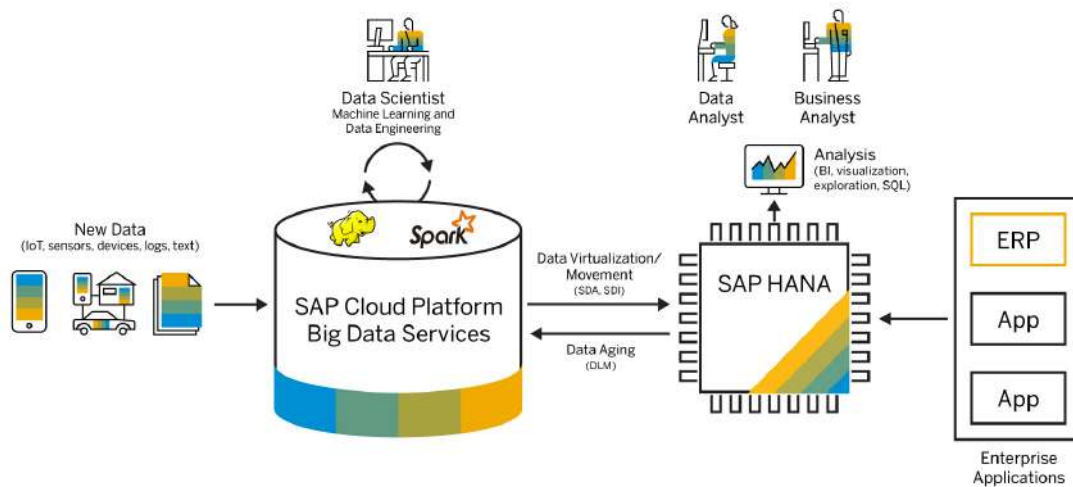 Data Scientist
Machine Learning and
Data Engineering
Data
Analyst
Business
Analyst
Analysis
(BI, visualization,
exploration, SQL)
New Data
(IoT, sensors, devices, logs, text)
Spark
SAP Cloud Platform
Big Data Services
Data Virtualization/
Movement
(SDA, SDI)
Data Aging
(DLM)
SAP HANA
ERP
App
App
Enterprise
Applications